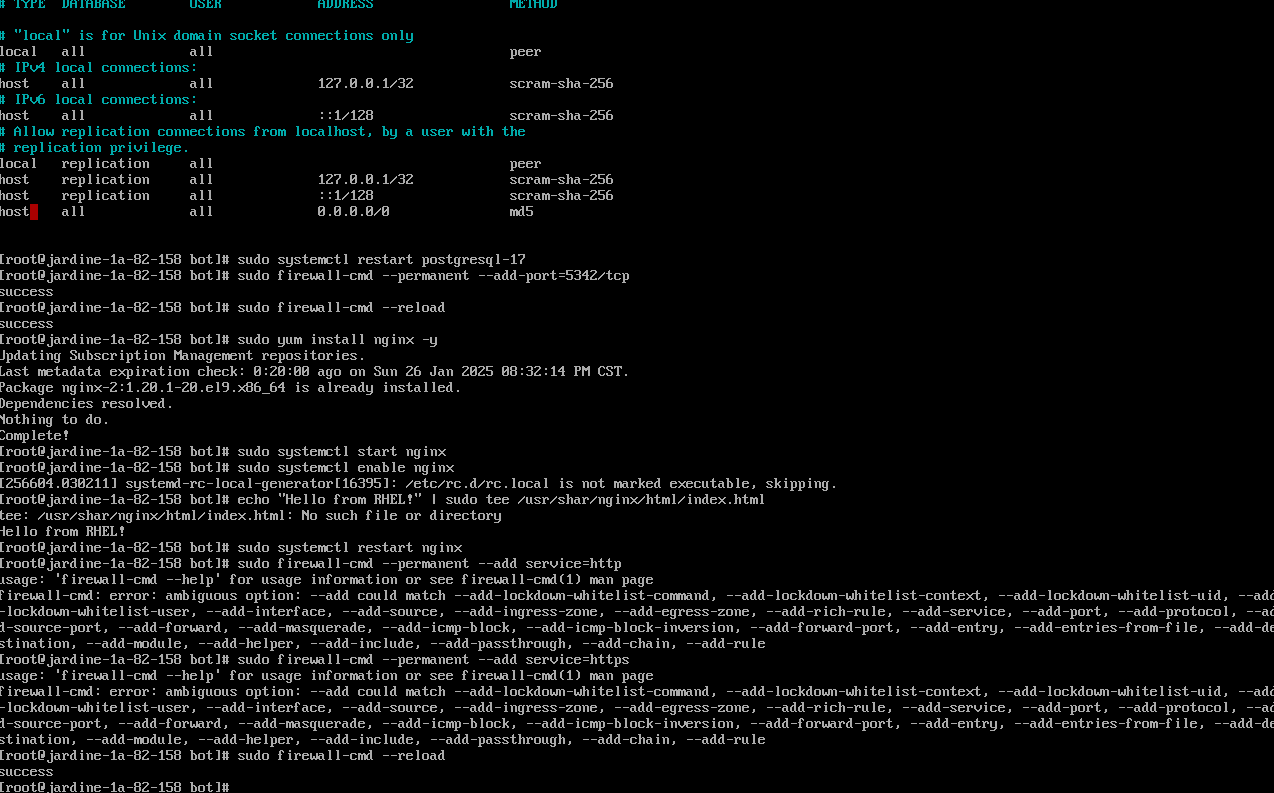 # TYPE  DATABASE        USER            ADDRESS                 METHOD
# "local" is for Unix domain socket connections only
local   all             all                                     peer
# IPv4 local connections:
host    all             all             127.0.0.1/32            scram-sha-256
# IPv6 local connections:
host    all             all             ::1/128                 scram-sha-256
# Allow replication connections from localhost, by a user with the
# replication privilege.
local   replication     all                                     peer
host    replication     all             127.0.0.1/32            scram-sha-256
host    replication     all             ::1/128                 scram-sha-256
host    all             all             0.0.0.0/0               md5
[root@jardine-1a-82-158 bot]# sudo systemctl restart postgresql-17
[root@jardine-1a-82-158 bot]# sudo firewall-cmd --permanent --add-port=5342/tcp
success
[root@jardine-1a-82-158 bot]# sudo firewall-cmd --reload
success
[root@jardine-1a-82-158 bot]# sudo yum install nginx -y
Updating Subscription Management repositories.
Last metadata expiration check: 0:20:00 ago on Sun 26 Jan 2025 08:32:14 PM CST.
Package nginx-2:1.20.1-20.el9.x86_64 is already installed.
Dependencies resolved.
Nothing to do.
Complete!
[root@jardine-1a-82-158 bot]# sudo systemctl start nginx
[root@jardine-1a-82-158 bot]# sudo systemctl enable nginx
[256604.030211] systemd-rc-local-generator[16395]: /etc/rc.d/rc.local is not marked executable, skipping.
[root@jardine-1a-82-158 bot]# echo "Hello from RHEL!" | sudo tee /usr/shar/nginx/html/index.html
tee: /usr/shar/nginx/html/index.html: No such file or directory
Hello from RHEL!
[root@jardine-1a-82-158 bot]# sudo systemctl restart nginx
[root@jardine-1a-82-158 bot]# sudo firewall-cmd --permanent --add service=http
usage: 'firewall-cmd --help' for usage information or see firewall-cmd(1) man page
firewall-cmd: error: ambiguous option: --add could match --add-lockdown-whitelist-command, --add-lockdown-whitelist-context, --add-lockdown-whitelist-uid, --add
-lockdown-whitelist-user, --add-interface, --add-source, --add-ingress-zone, --add-egress-zone, --add-rich-rule, --add-service, --add-port, --add-protocol, --ad
d-source-port, --add-forward, --add-masquerade, --add-icmp-block, --add-icmp-block-inversion, --add-forward-port, --add-entry, --add-entries-from-file, --add-de
stination, --add-module, --add-helper, --add-include, --add-passthrough, --add-chain, --add-rule
[root@jardine-1a-82-158 bot]# sudo firewall-cmd --permanent --add service=https
usage: 'firewall-cmd --help' for usage information or see firewall-cmd(1) man page
firewall-cmd: error: ambiguous option: --add could match --add-lockdown-whitelist-command, --add-lockdown-whitelist-context, --add-lockdown-whitelist-uid, --add
-lockdown-whitelist-user, --add-interface, --add-source, --add-ingress-zone, --add-egress-zone, --add-rich-rule, --add-service, --add-port, --add-protocol, --ad
d-source-port, --add-forward, --add-masquerade, --add-icmp-block, --add-icmp-block-inversion, --add-forward-port, --add-entry, --add-entries-from-file, --add-de
stination, --add-module, --add-helper, --add-include, --add-passthrough, --add-chain, --add-rule
[root@jardine-1a-82-158 bot]# sudo firewall-cmd --reload
success
[root@jardine-1a-82-158 bot]#